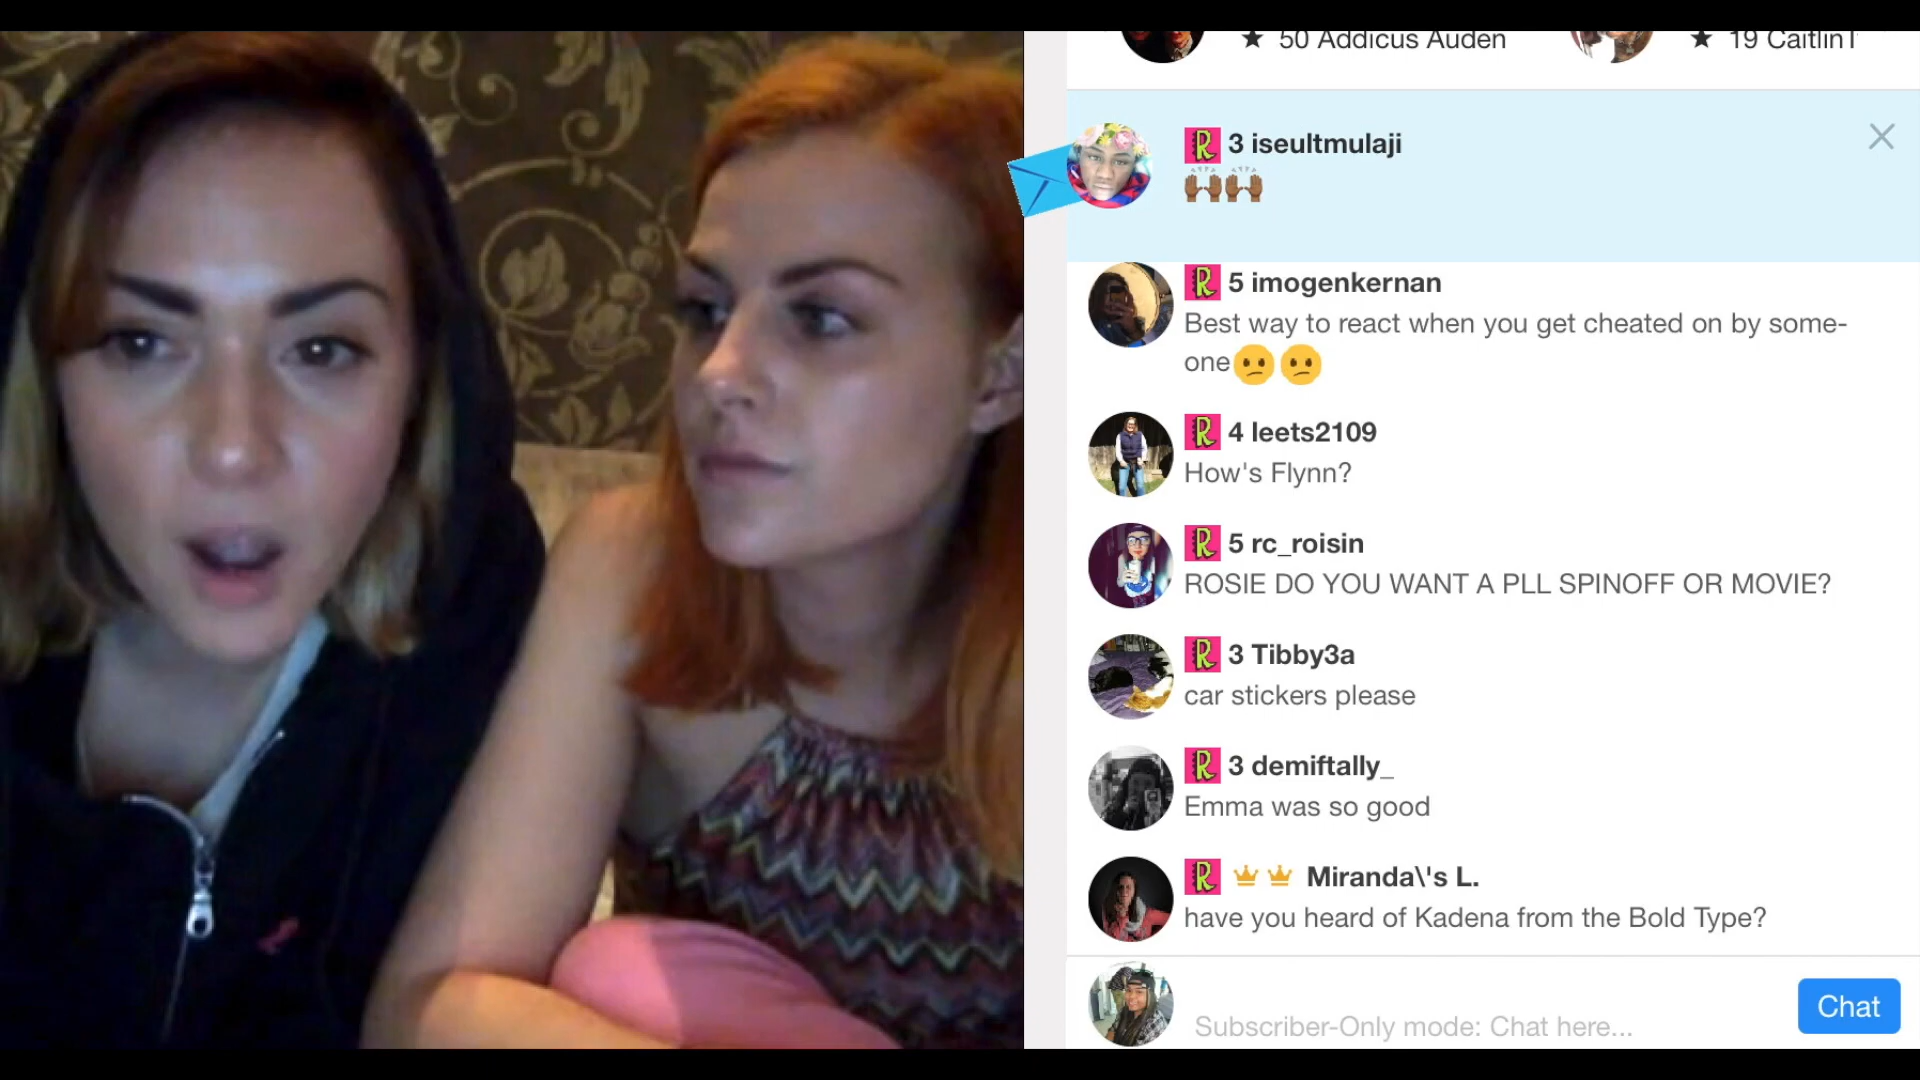 ★ 50 Addicus Auden
★ 19 Caitlin
R 3 iseultmulaji
R 5 imogenkernan
Best way to react when you get cheated on by some-
one
R 4 leets2109
How's Flynn?
R 5 rc_roisin
ROSIE DO YOU WANT A PLL SPINOFF OR MOVIE?
R 3 Tibby3a
car stickers please
R 3 demiftally_
Emma was so good
R Miranda\'s L.
have you heard of Kadena from the Bold Type?
Subscriber-Only mode: Chat here...
Chat